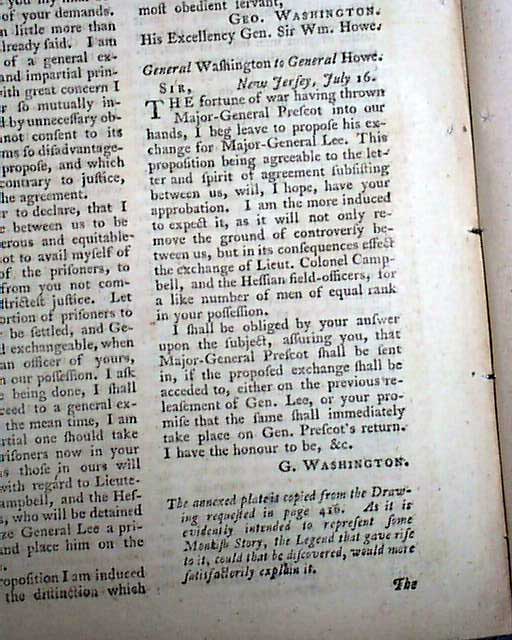 of your demands.
n little more than
lready ſaid. I am
of a general ex-
and impartial prin-
with great concern I
r ſo mutually in-
d by unneceſſary ob-
not conſent to its
ms ſo diſadvantage-
propoſe, and which
contrary to juſtice,
he agreement.
r to declare, that I
e between us to be
erous and equitable
ot to avail myſelf of
of the priſoners, to
from you not com-
ſtricteſt juſtice. Let
ortion of priſoners to
be ſettled, and Ge-
d exchangeable, when
an officer of yours,
n our poſſeſſion. I aſk
e being done, I ſhall
ceed to a general ex-
the mean time, I am
rtial one ſhould take
riſoners now in your
s thoſe in ours will
with regard to Lieute-
ampbell, and the Heſ-
, who will be detained
ze General Lee a pri-
and place him on the
ropoſition I am induced
the diſtinction which
moſt obedient ſervant,
GEO. WASHINGTON.
His Excellency Gen. Sir Wm. Howe.
General Waſhington to General Howe.
SIR, New Jerſey, July 16.
THE fortune of war having thrown
Major-General Preſcot into our
hands, I beg leave to propoſe his ex-
change for Major-General Lee. This
propoſition being agreeable to the let-
ter and ſpirit of agreement ſubſiſting
between us, will, I hope, have your
approbation. I am the more induced
to expect it, as it will not only re-
move the ground of controverſy be-
tween us, but in its conſequences effect
the exchange of Lieut. Colonel Camp-
bell, and the Heſſian field-officers, for
a like number of men of equal rank
in your poſſeſſion.
I ſhall be obliged by your anſwer
upon the ſubject, aſſuring you, that
Major-General Preſcot ſhall be ſent
in, if the propoſed exchange ſhall be
acceded to, either on the previous re-
leaſement of Gen. Lee, or your pro-
miſe that the ſame ſhall immediately
take place on Gen. Preſcot's return.
I have the honour to be, &c.
G. WASHINGTON.
The annexed plate is copied from the Draw-
ing requeſted in page 416. As it is
evidently intended to repreſent ſome
Monkiſh Story, the Legend that gave riſe
to it, could that be diſcovered, would more
ſatiſfactorily explain it.
The